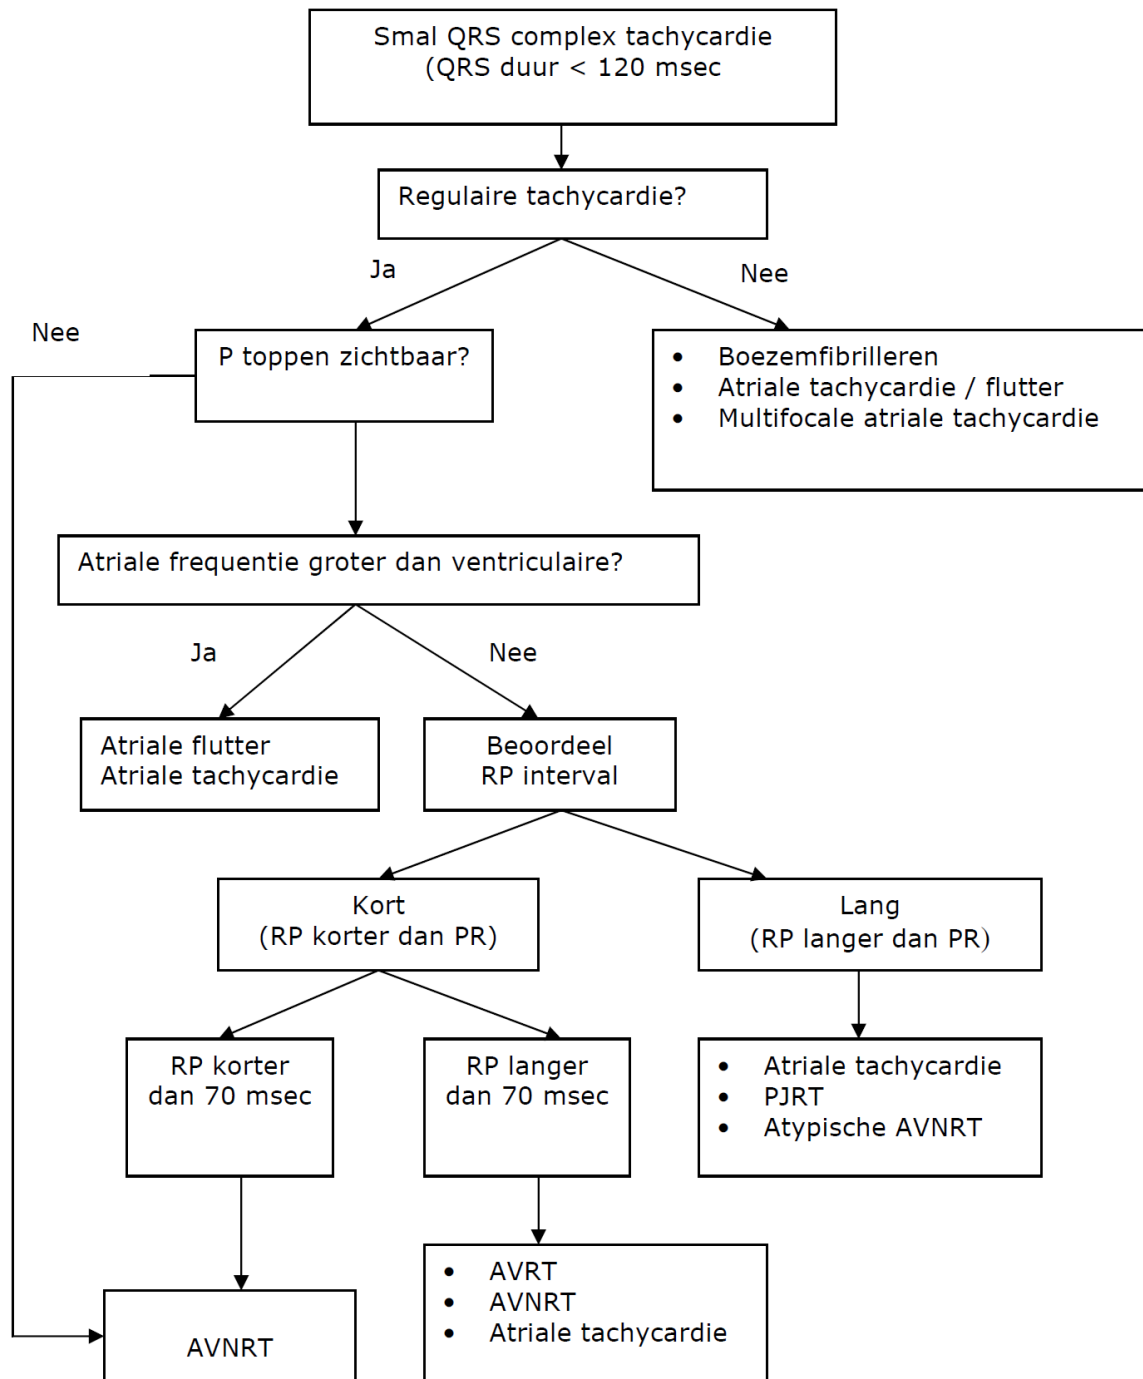 Smal QRS complex tachycardie
(QRS duur < 120 msec
Regulaire tachycardie?
Ja
Nee
Nee
P toppen zichtbaar?
• Boezemfibrilleren
• Atriale tachycardie / flutter
• Multifocale atriale tachycardie
Atriale frequentie groter dan ventriculaire?
Ja
Nee
Atriale flutter
Atriale tachycardie
Beoordeel
RP interval
Kort
(RP korter dan PR)
Lang
(RP langer dan PR)
RP korter
dan 70 msec
RP langer
dan 70 msec
• Atriale tachycardie
• PJRT
• Atypische AVNRT
• AVRT
• AVNRT
• Atriale tachycardie
AVNRT